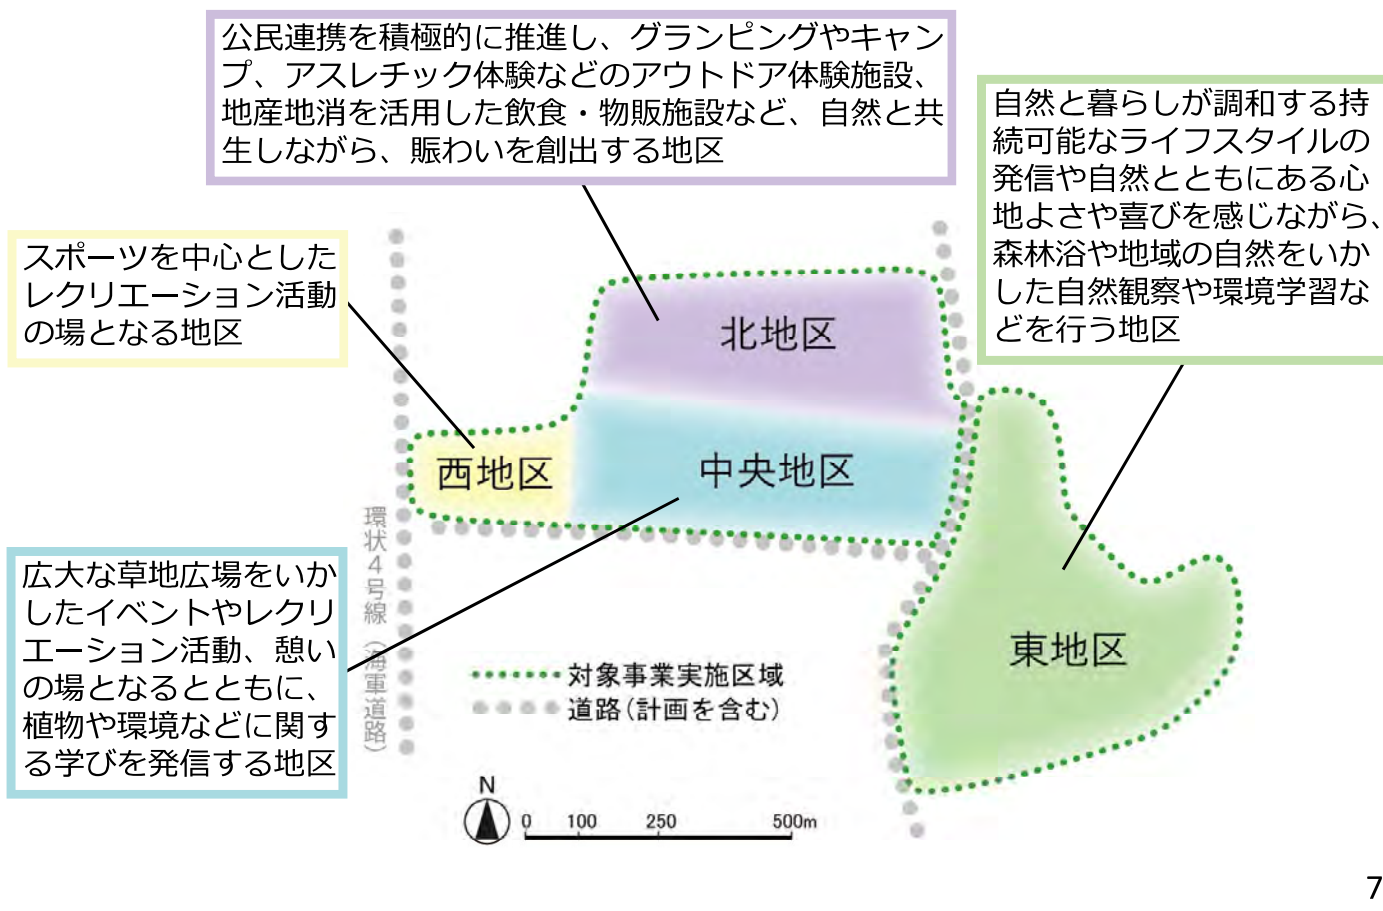 公民連携を積極的に推進し、グランピングやキャン
プ、アスレチック体験などのアウトドア体験施設、
地産地消を活用した飲食・物販施設など、自然と共
生しながら、賑わいを創出する地区
自然と暮らしが調和する持
続可能なライフスタイルの
発信や自然とともにある心
地よさや喜びを感じながら、
森林浴や地域の自然をいか
した自然観察や環境学習な
どを行う地区
スポーツを中心とした
レクリエーション活動
の場となる地区
北地区
西地区
中央地区
東地区
環状4号線（海軍道路）
広大な草地広場をいか
したイベントやレクリ
エーション活動、憩い
の場となるとともに、
植物や環境などに関す
る学びを発信する地区
対象事業実施区域
道路（計画を含む）
N
0 100 250 500m
7